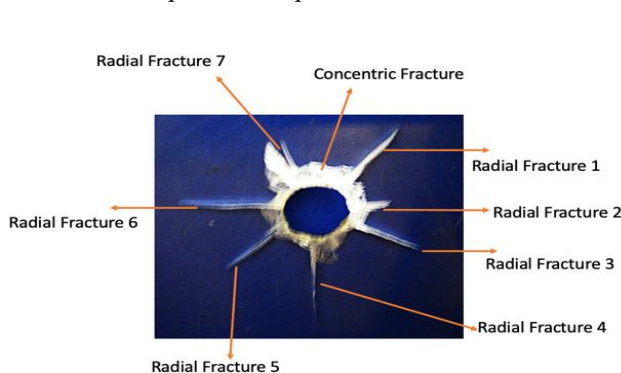 Radial Fracture 7
Concentric Fracture
Radial Fracture 1
Radial Fracture 2
Radial Fracture 6
Radial Fracture 3
Radial Fracture 4
Radial Fracture 5